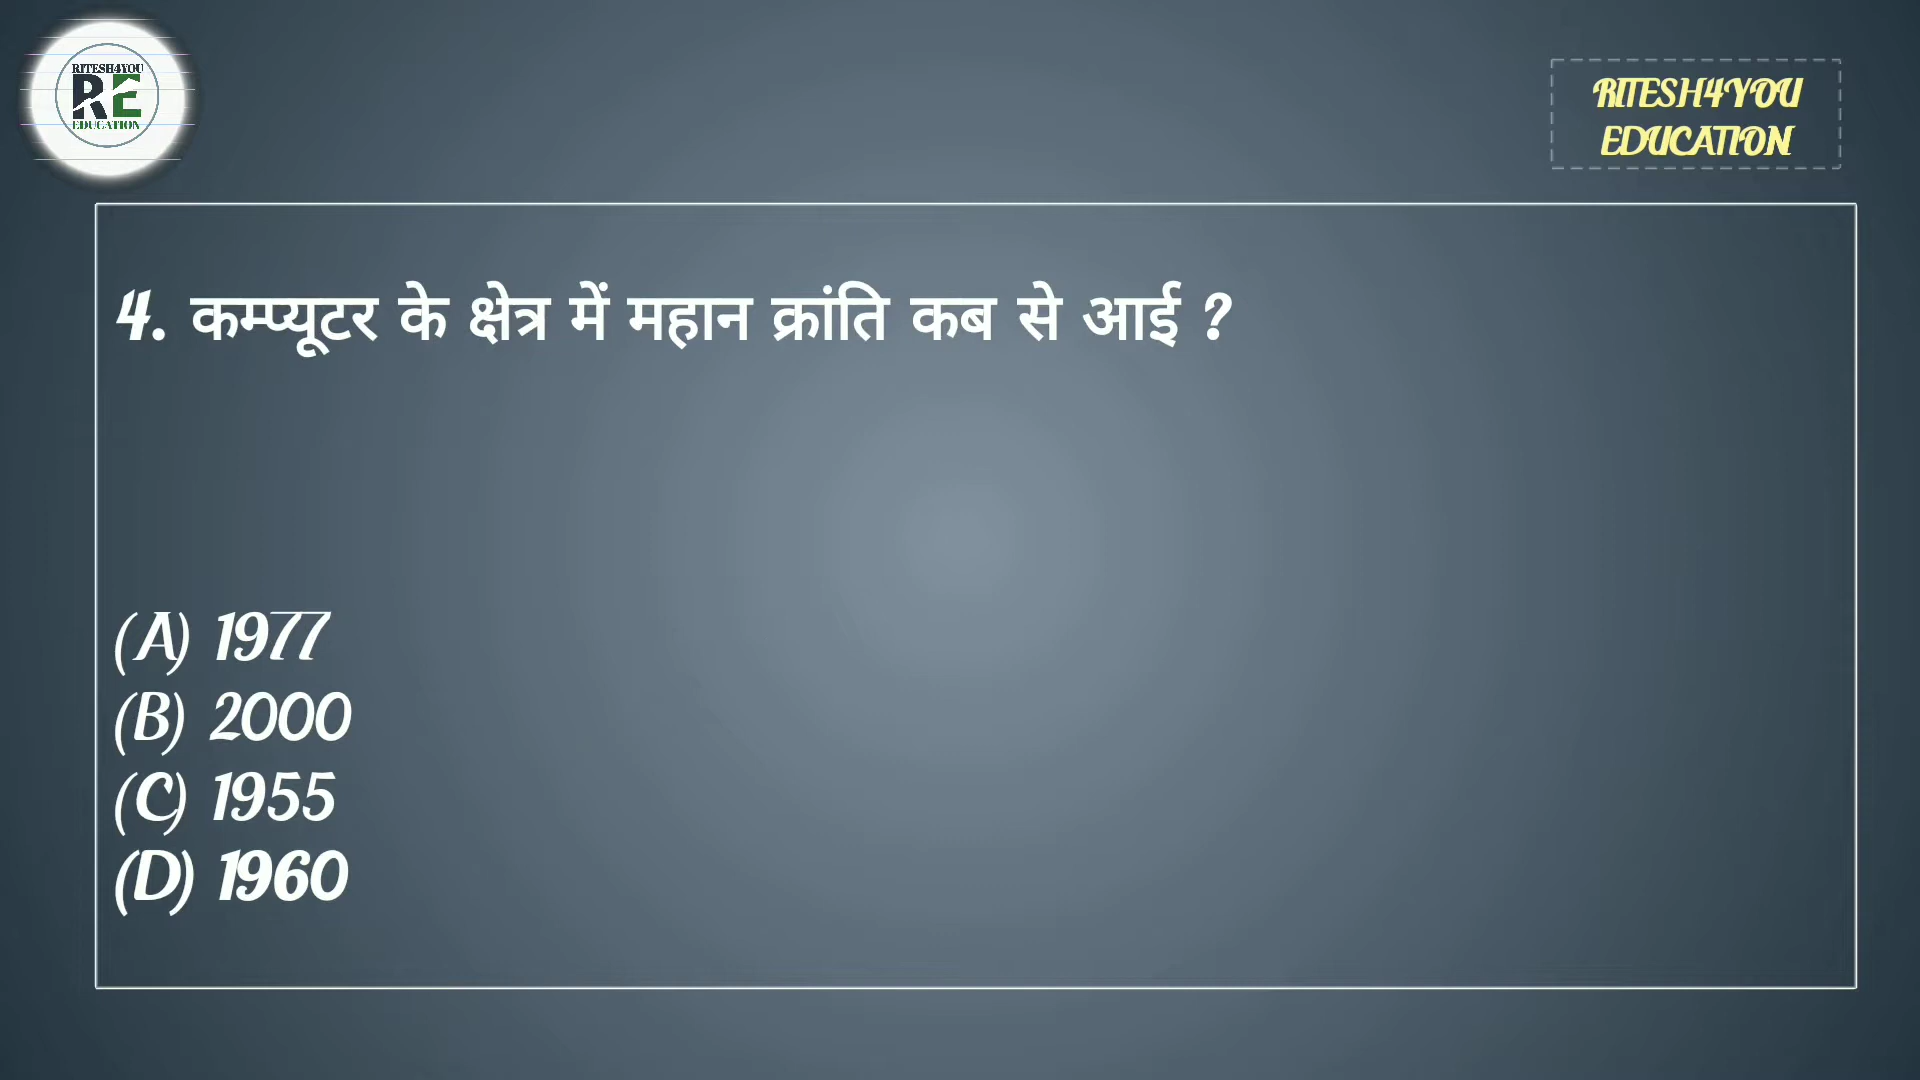 RITESH4YOU
RE
EDUCATION
RITESH4YOU
EDUCATION
4. कम्प्यूटर के क्षेत्र में महान क्रांति कब से आई ?
(A) 1977
(B) 2000
(C) 1955
(D) 1960